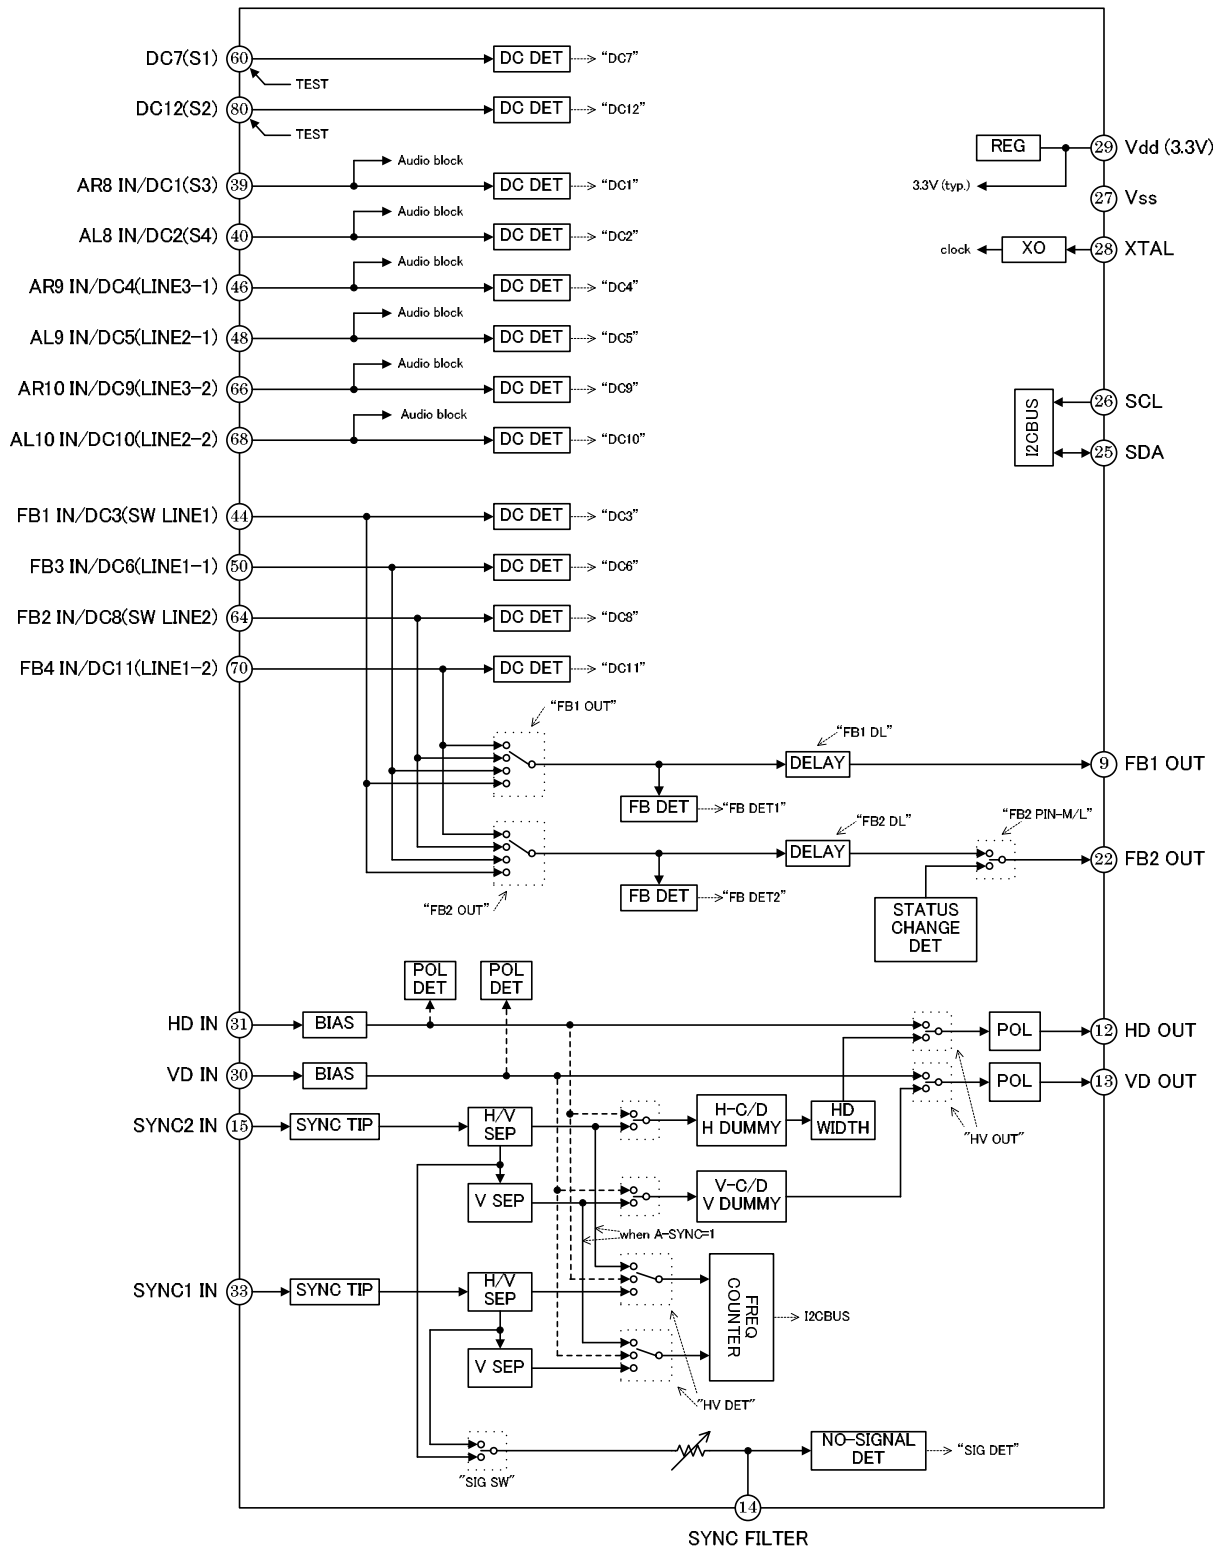 DC7(S1) 60 DC DET "DC7"
TEST
DC12(S2) 80 DC DET "DC12"
TEST
REG 29 Vdd (3.3V)
Audio block
AR8 IN/DC1(S3) 39 DC DET "DC1"
3.3V (typ.)
27 Vss
Audio block
AL8 IN/DC2(S4) 40 DC DET "DC2"
clock XO 28 XTAL
Audio block
AR9 IN/DC4(LINE3-1) 46 DC DET "DC4"
Audio block
AL9 IN/DC5(LINE2-1) 48 DC DET "DC5"
Audio block
AR10 IN/DC9(LINE3-2) 66 DC DET "DC9"
Audio block
AL10 IN/DC10(LINE2-2) 68 DC DET "DC10"
I2CBUS
26 SCL
25 SDA
FB1 IN/DC3(SW LINE1) 44 DC DET "DC3"
FB3 IN/DC6(LINE1-1) 50 DC DET "DC6"
FB2 IN/DC8(SW LINE2) 64 DC DET "DC8"
FB4 IN/DC11(LINE1-2) 70 DC DET "DC11"
"FB1 OUT"
"FB1 DL"
DELAY 9 FB1 OUT
FB DET "FB DET1"
"FB2 DL"
"FB2 PIN-M/L"
DELAY 22 FB2 OUT
FB DET "FB DET2"
"FB2 OUT"
STATUS
CHANGE
DET
POL
DET
POL
DET
HD IN 31 BIAS POL 12 HD OUT
VD IN 30 BIAS POL 13 VD OUT
SYNC2 IN 15 SYNC TIP
H/V
SEP
H-C/D
H DUMMY
HD
WIDTH
"HV OUT"
V SEP
V-C/D
V DUMMY
when A-SYNC=1
SYNC1 IN 33 SYNC TIP
H/V
SEP
FREQ
COUNTER
I2CBUS
V SEP
"HV DET"
"SIG SW"
NO-SIGNAL
DET
"SIG DET"
14
SYNC FILTER